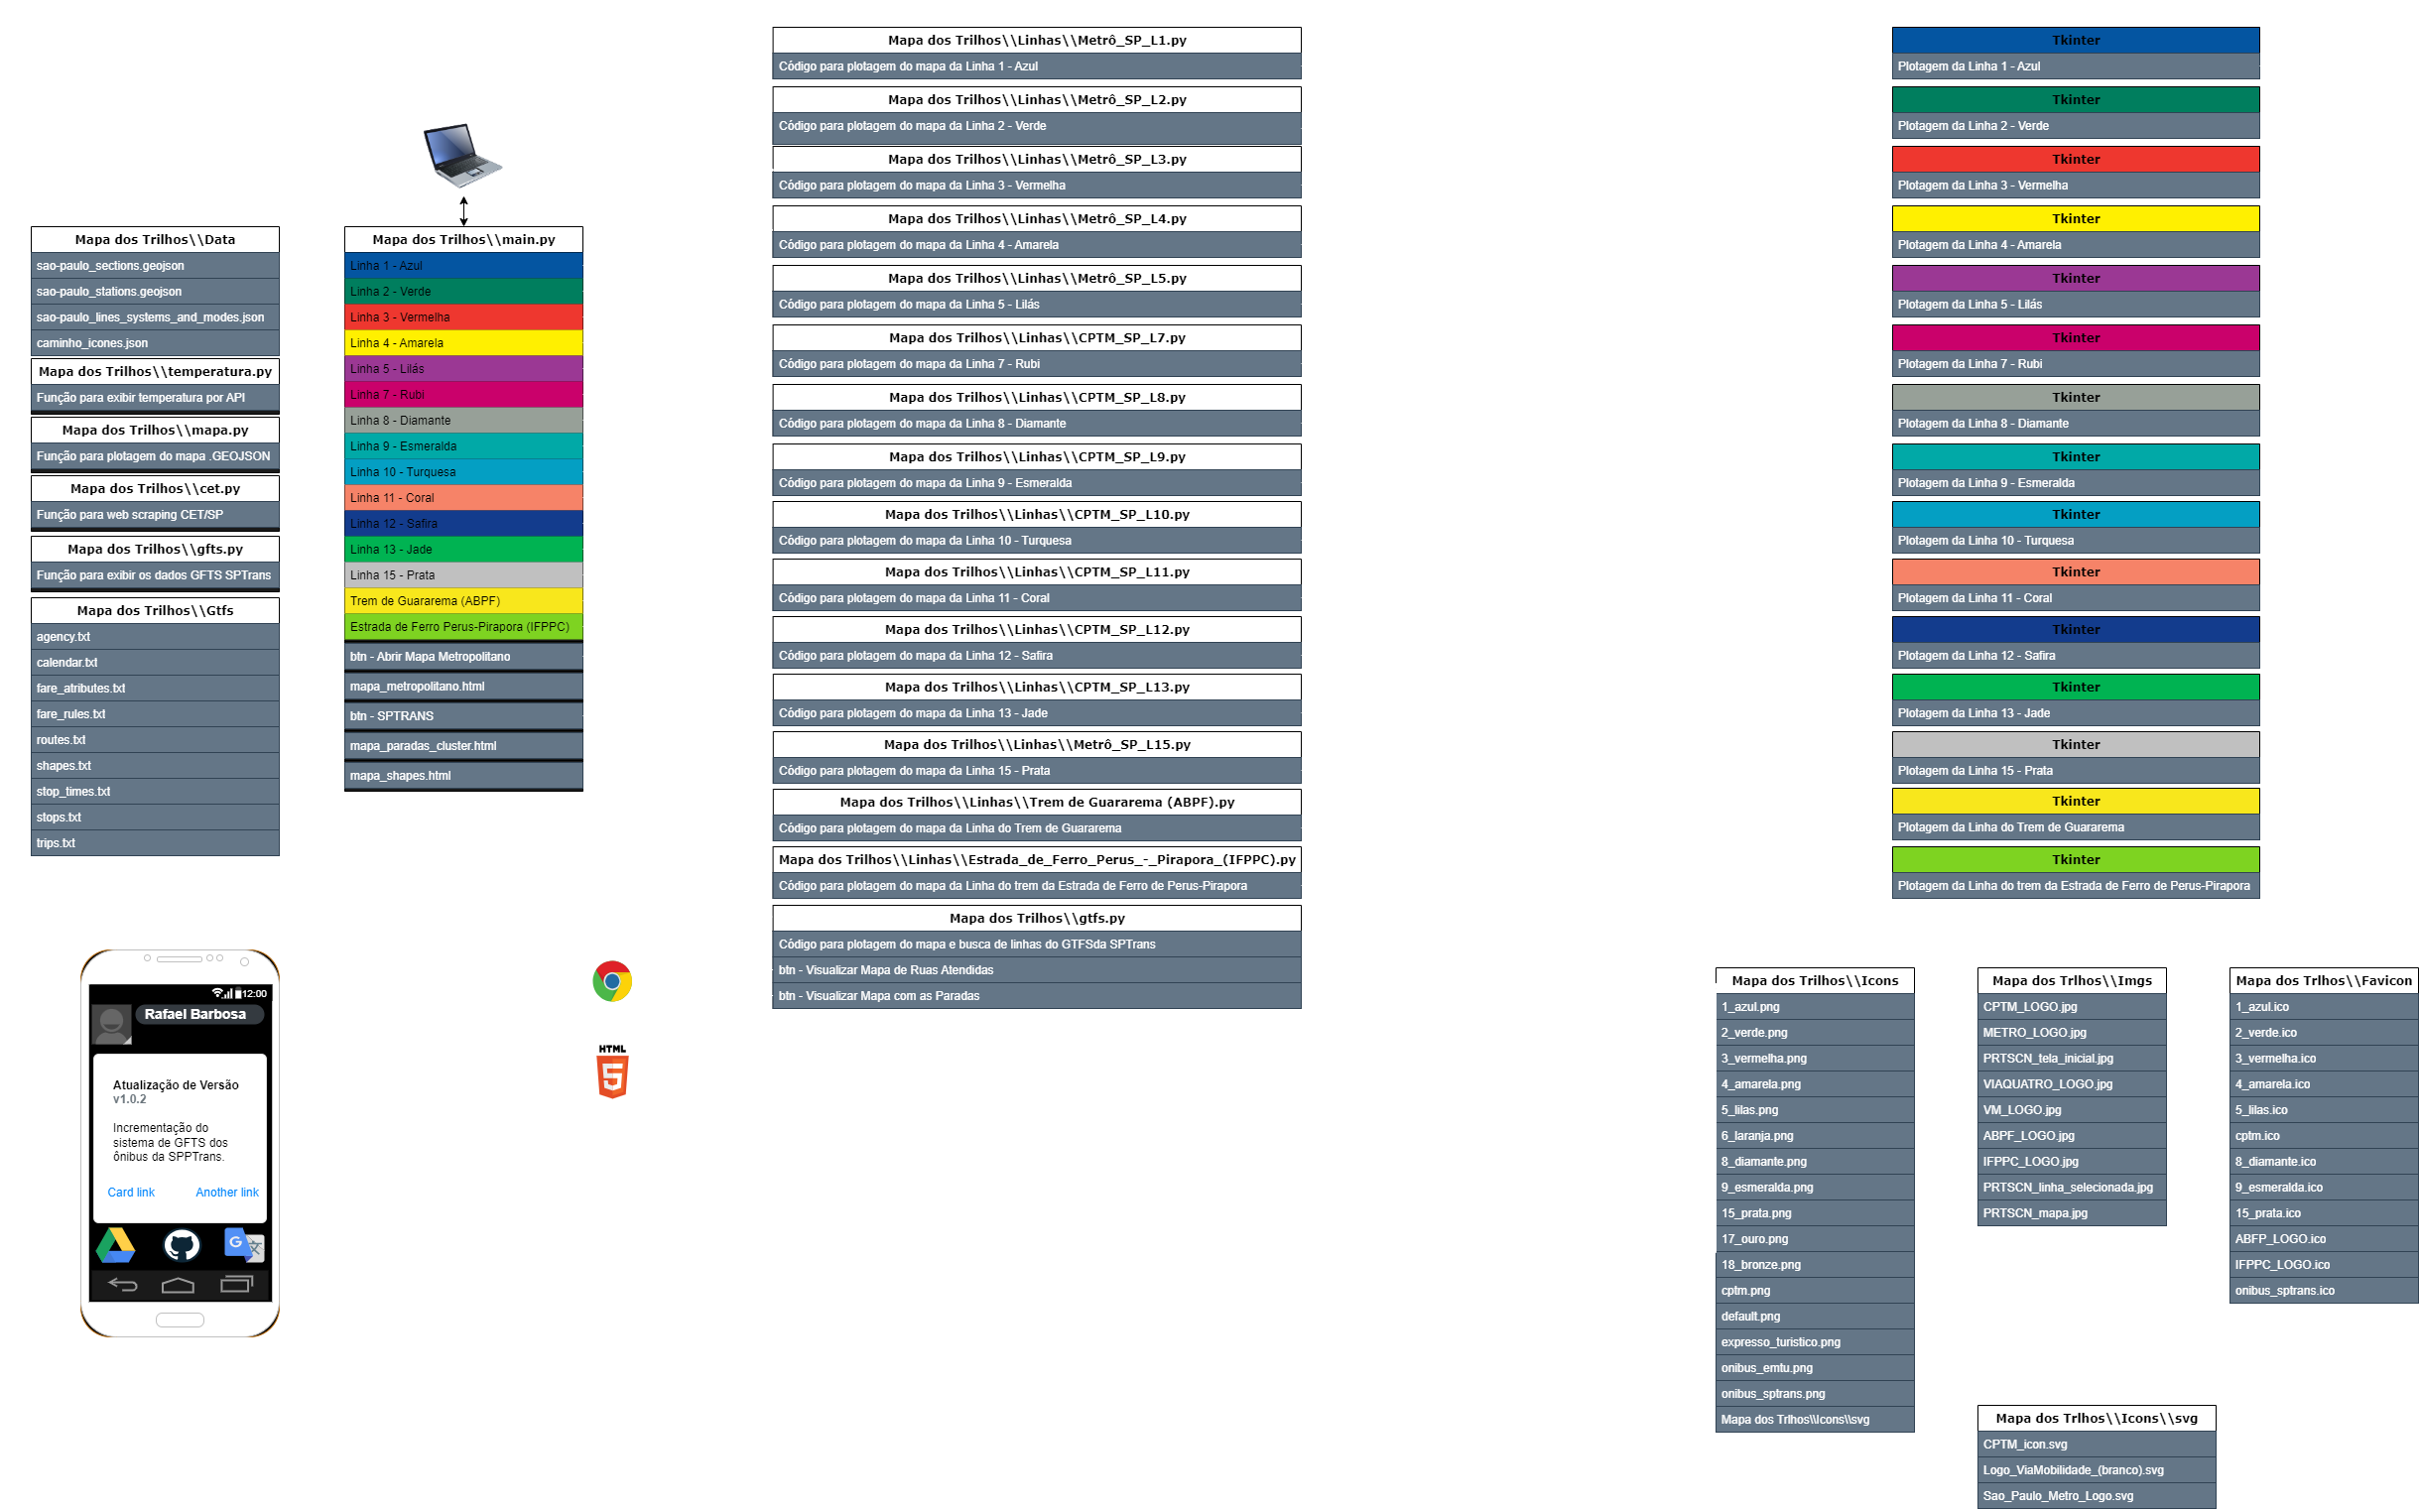 Mapa dos Trilhos\\Data
sao-paulo_sections.geojson
sao-paulo_stations.geojson
sao-paulo_lines_systems_and_modes.json
caminho_icones.json
Mapa dos Trilhos\\temperatura.py
Função para exibir temperatura por API
Mapa dos Trilhos\\mapa.py
Função para plotagem do mapa .GEOJSON
Mapa dos Trilhos\\cet.py
Função para web scraping CET/SP
Mapa dos Trilhos\\gfts.py
Função para exibir os dados GFTS SPTrans
Mapa dos Trilhos\\Gtfs
agency.txt
calendar.txt
fare_atributes.txt
fare_rules.txt
routes.txt
shapes.txt
stop_times.txt
stops.txt
trips.txt
Mapa dos Trilhos\\main.py
Linha 1 - Azul
Linha 2 - Verde
Linha 3 - Vermelha
Linha 4 - Amarela
Linha 5 - Lilás
Linha 7 - Rubi
Linha 8 - Diamante
Linha 9 - Esmeralda
Linha 10 - Turquesa
Linha 11 - Coral
Linha 12 - Safira
Linha 13 - Jade
Linha 15 - Prata
Trem de Guararema (ABPF)
Estrada de Ferro Perus-Pirapora (IFPPC)
btn - Abrir Mapa Metropolitano
mapa_metropolitano.html
btn - SPTRANS
mapa_paradas_cluster.html
mapa_shapes.html
Mapa dos Trilhos\\Linhas\\Metrô_SP_L1.py
Código para plotagem do mapa da Linha 1 - Azul
Mapa dos Trilhos\\Linhas\\Metrô_SP_L2.py
Código para plotagem do mapa da Linha 2 - Verde
Mapa dos Trilhos\\Linhas\\Metrô_SP_L3.py
Código para plotagem do mapa da Linha 3 - Vermelha
Mapa dos Trilhos\\Linhas\\Metrô_SP_L4.py
Código para plotagem do mapa da Linha 4 - Amarela
Mapa dos Trilhos\\Linhas\\Metrô_SP_L5.py
Código para plotagem do mapa da Linha 5 - Lilás
Mapa dos Trilhos\\Linhas\\CPTM_SP_L7.py
Código para plotagem do mapa da Linha 7 - Rubi
Mapa dos Trilhos\\Linhas\\CPTM_SP_L8.py
Código para plotagem do mapa da Linha 8 - Diamante
Mapa dos Trilhos\\Linhas\\CPTM_SP_L9.py
Código para plotagem do mapa da Linha 9 - Esmeralda
Mapa dos Trilhos\\Linhas\\CPTM_SP_L10.py
Código para plotagem do mapa da Linha 10 - Turquesa
Mapa dos Trilhos\\Linhas\\CPTM_SP_L11.py
Código para plotagem do mapa da Linha 11 - Coral
Mapa dos Trilhos\\Linhas\\CPTM_SP_L12.py
Código para plotagem do mapa da Linha 12 - Safira
Mapa dos Trilhos\\Linhas\\CPTM_SP_L13.py
Código para plotagem do mapa da Linha 13 - Jade
Mapa dos Trilhos\\Linhas\\Metrô_SP_L15.py
Código para plotagem do mapa da Linha 15 - Prata
Mapa dos Trilhos\\Linhas\\Trem de Guararema (ABPF).py
Código para plotagem do mapa da Linha do Trem de Guararema
Mapa dos Trilhos\\Linhas\\Estrada_de_Ferro_Perus_-_Pirapora_(IFPPC).py
Código para plotagem do mapa da Linha do trem da Estrada de Ferro de Perus-Pirapora
Mapa dos Trilhos\\gtfs.py
Código para plotagem do mapa e busca de linhas do GTFSda SPTrans
btn - Visualizar Mapa de Ruas Atendidas
btn - Visualizar Mapa com as Paradas
Tkinter
Plotagem da Linha 1 - Azul
Tkinter
Plotagem da Linha 2 - Verde
Tkinter
Plotagem da Linha 3 - Vermelha
Tkinter
Plotagem da Linha 4 - Amarela
Tkinter
Plotagem da Linha 5 - Lilás
Tkinter
Plotagem da Linha 7 - Rubi
Tkinter
Plotagem da Linha 8 - Diamante
Tkinter
Plotagem da Linha 9 - Esmeralda
Tkinter
Plotagem da Linha 10 - Turquesa
Tkinter
Plotagem da Linha 11 - Coral
Tkinter
Plotagem da Linha 12 - Safira
Tkinter
Plotagem da Linha 13 - Jade
Tkinter
Plotagem da Linha 15 - Prata
Tkinter
Plotagem da Linha do Trem de Guararema
Tkinter
Plotagem da Linha do trem da Estrada de Ferro de Perus-Pirapora
12:00
Rafael Barbosa
Atualização de Versão
v1.0.2
Incrementação do
sistema de GFTS dos
ônibus da SPPTrans.
Card link
Another link
G
文
HTML
5
Mapa dos Trlhos\\Icons
1_azul.png
2_verde.png
3_vermelha.png
4_amarela.png
5_lilas.png
6_laranja.png
8_diamante.png
9_esmeralda.png
15_prata.png
17_ouro.png
18_bronze.png
cptm.png
default.png
expresso_turistico.png
onibus_emtu.png
onibus_sptrans.png
Mapa dos Trlhos\\Icons\\svg
Mapa dos Trlhos\\Imgs
CPTM_LOGO.jpg
METRO_LOGO.jpg
PRTSCN_tela_inicial.jpg
VIAQUATRO_LOGO.jpg
VM_LOGO.jpg
ABPF_LOGO.jpg
IFPPC_LOGO.jpg
PRTSCN_linha_selecionada.jpg
PRTSCN_mapa.jpg
Mapa dos Trlhos\\Favicon
1_azul.ico
2_verde.ico
3_vermelha.ico
4_amarela.ico
5_lilas.ico
cptm.ico
8_diamante.ico
9_esmeralda.ico
15_prata.ico
ABFP_LOGO.ico
IFPPC_LOGO.ico
onibus_sptrans.ico
Mapa dos Trlhos\\Icons\\svg
CPTM_icon.svg
Logo_ViaMobilidade_(branco).svg
Sao_Paulo_Metro_Logo.svg